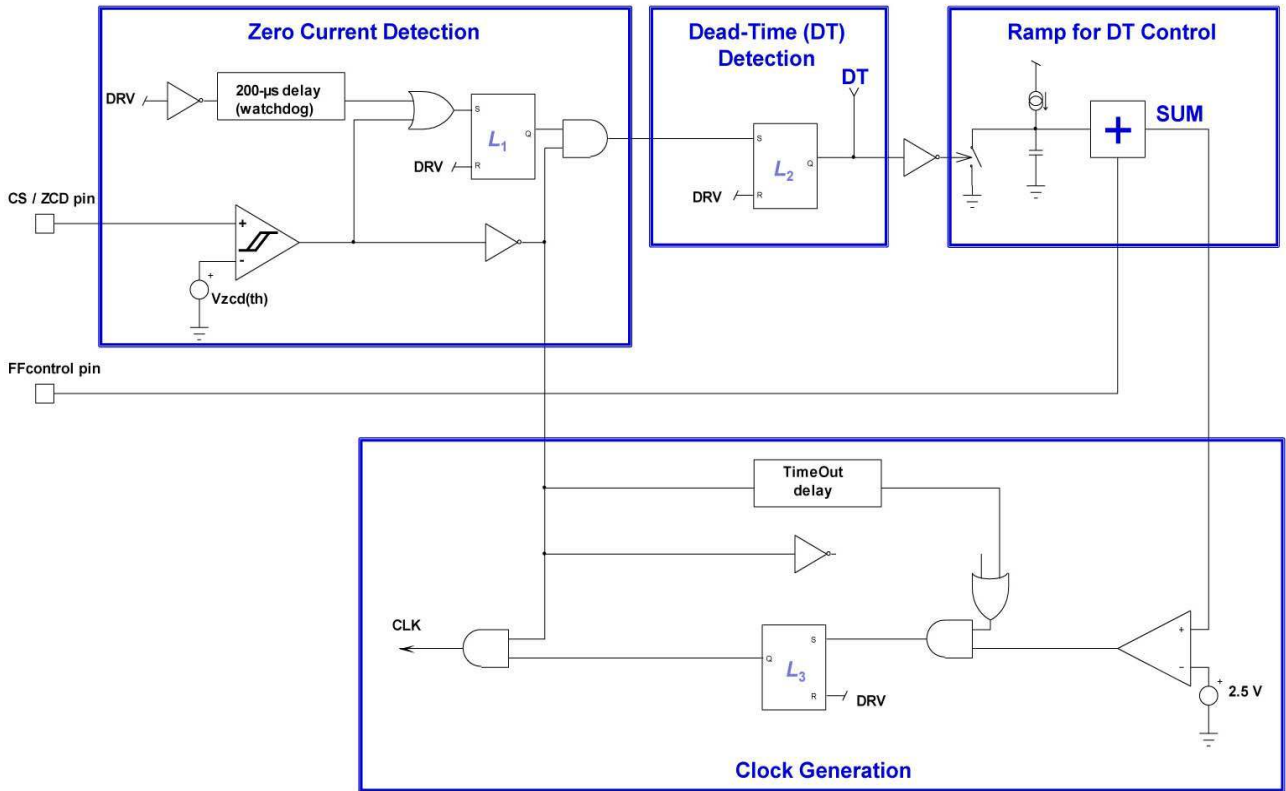 Zero Current Detection
DRV
200-µs delay
(watchdog)
S
L1
Q
R
DRV
CS / ZCD pin
+
-
+
Vzcd(th)
Dead-Time (DT)
Detection
DT
S
L2
Q
R
DRV
Ramp for DT Control
+
SUM
FFcontrol pin
TimeOut
delay
CLK
S
Q
L3
R
DRV
+
–
+
2.5 V
Clock Generation